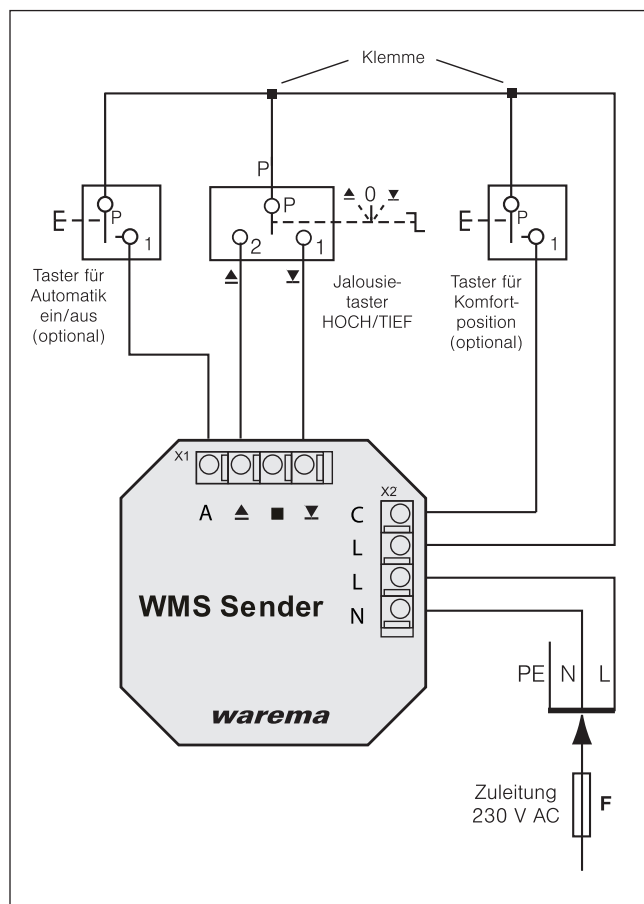 Klemme
P
P
1
P
2
1
0
P
1
Taster für
Automatik
ein/aus
(optional)
Jalousie-
taster
HOCH/TIEF
Taster für
Komfort-
position
(optional)
X1
A
X2
C
L
L
N
WMS Sender
warema
PE N L
Zuleitung
230 V AC
F